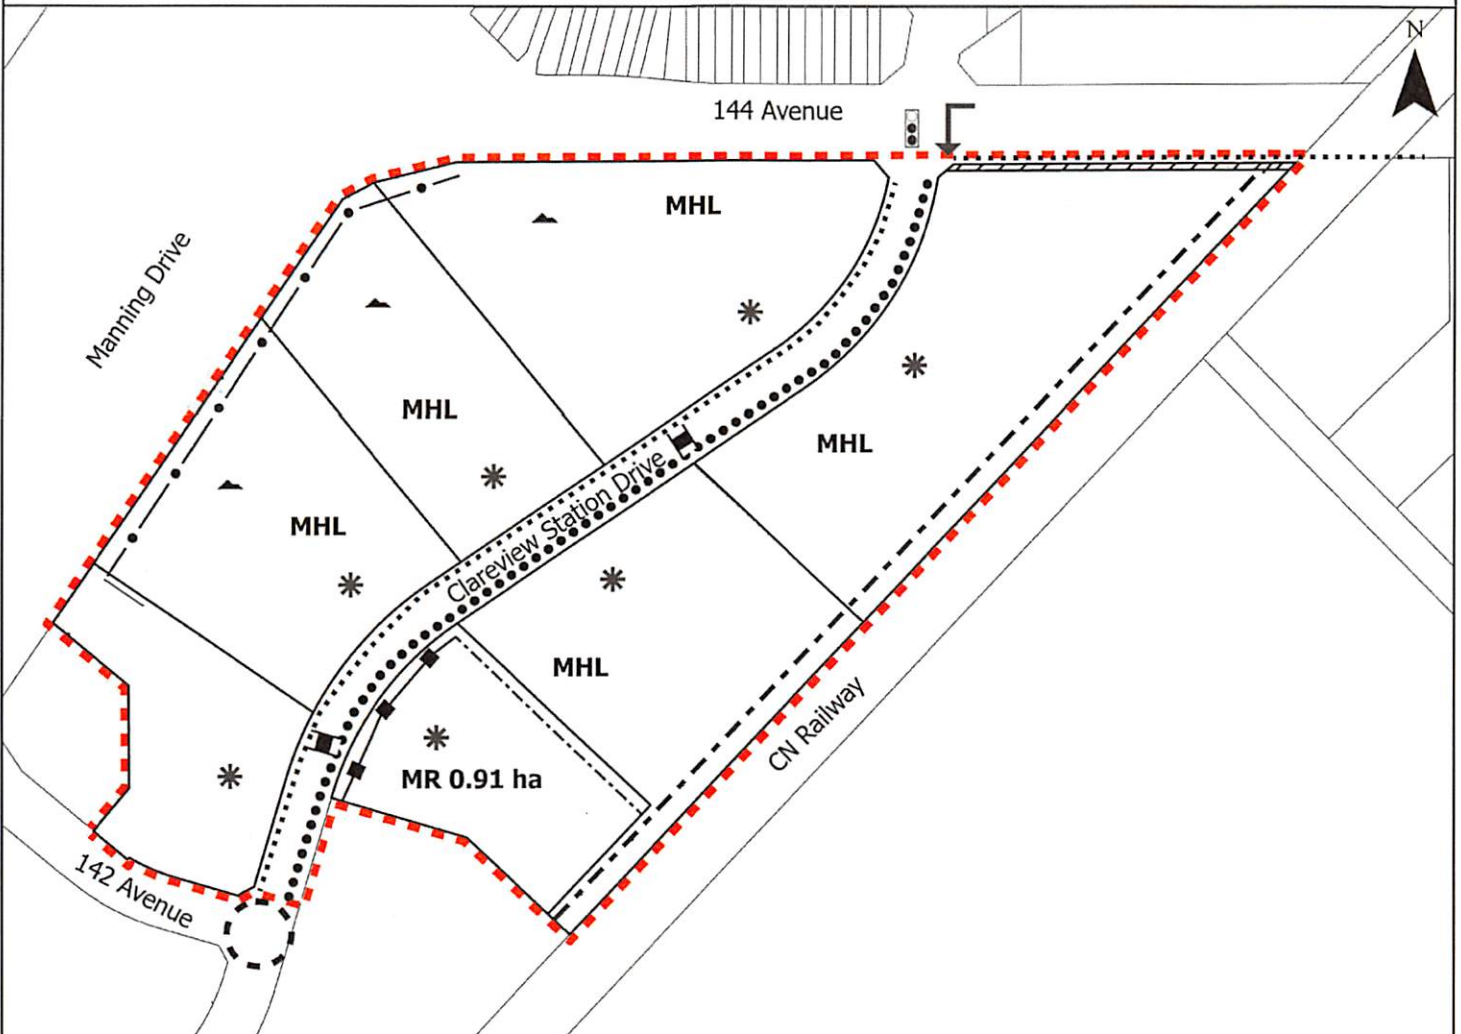 N
144 Avenue
MHL
Manning Drive
MHL
MHL
Clareview Station Drive
MHL
MHL
CN Railway
MR 0.91 ha
142 Avenue